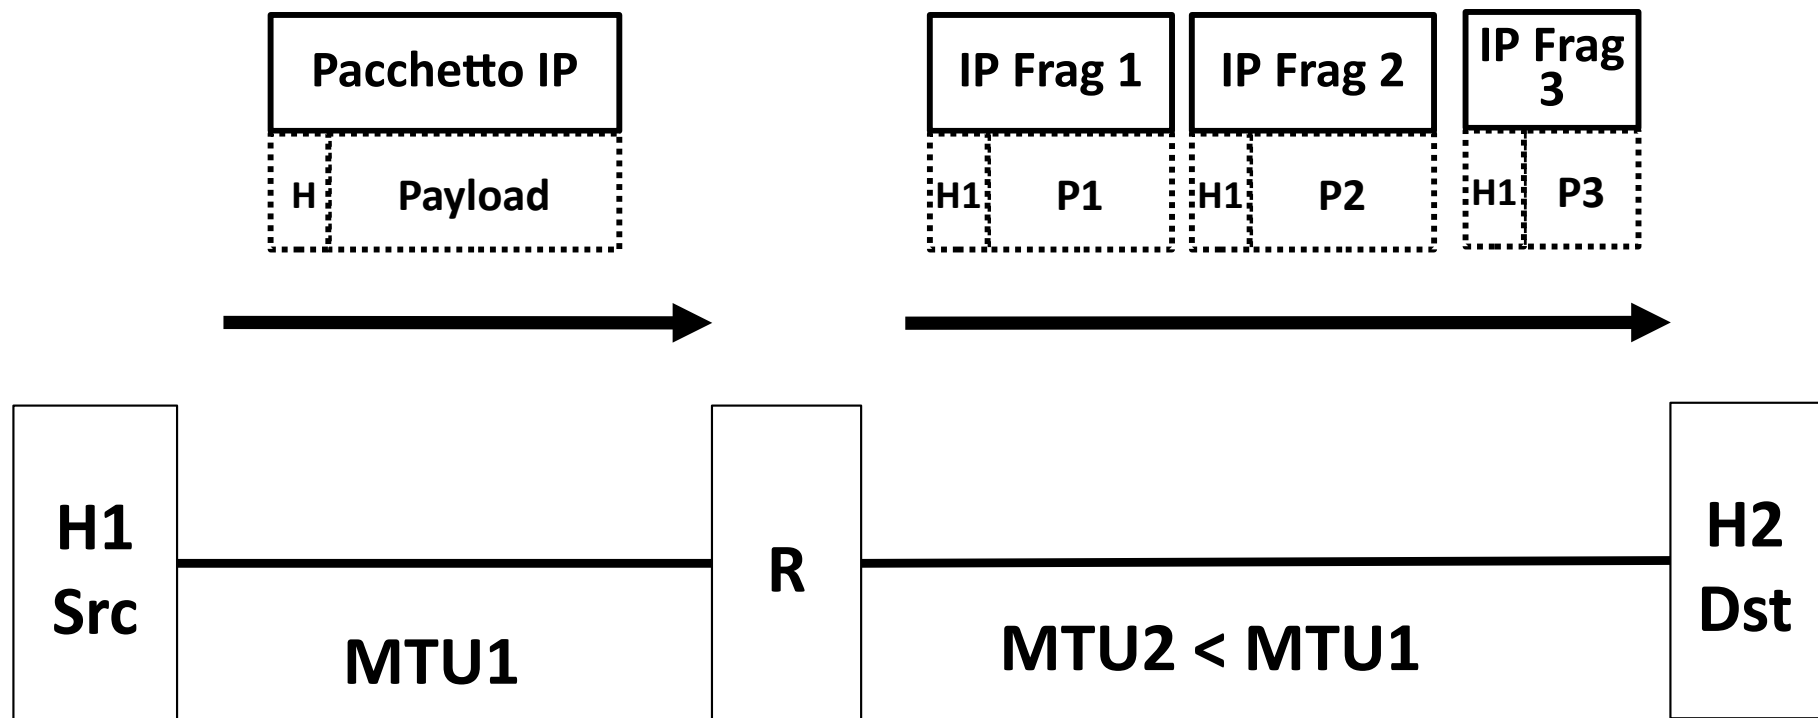 Pacchetto IP
H
Payload
IP Frag 1
H1
P1
IP Frag 2
H1
P2
IP Frag
3
H1
P3
H1
Src
MTU1
R
MTU2 < MTU1
H2
Dst